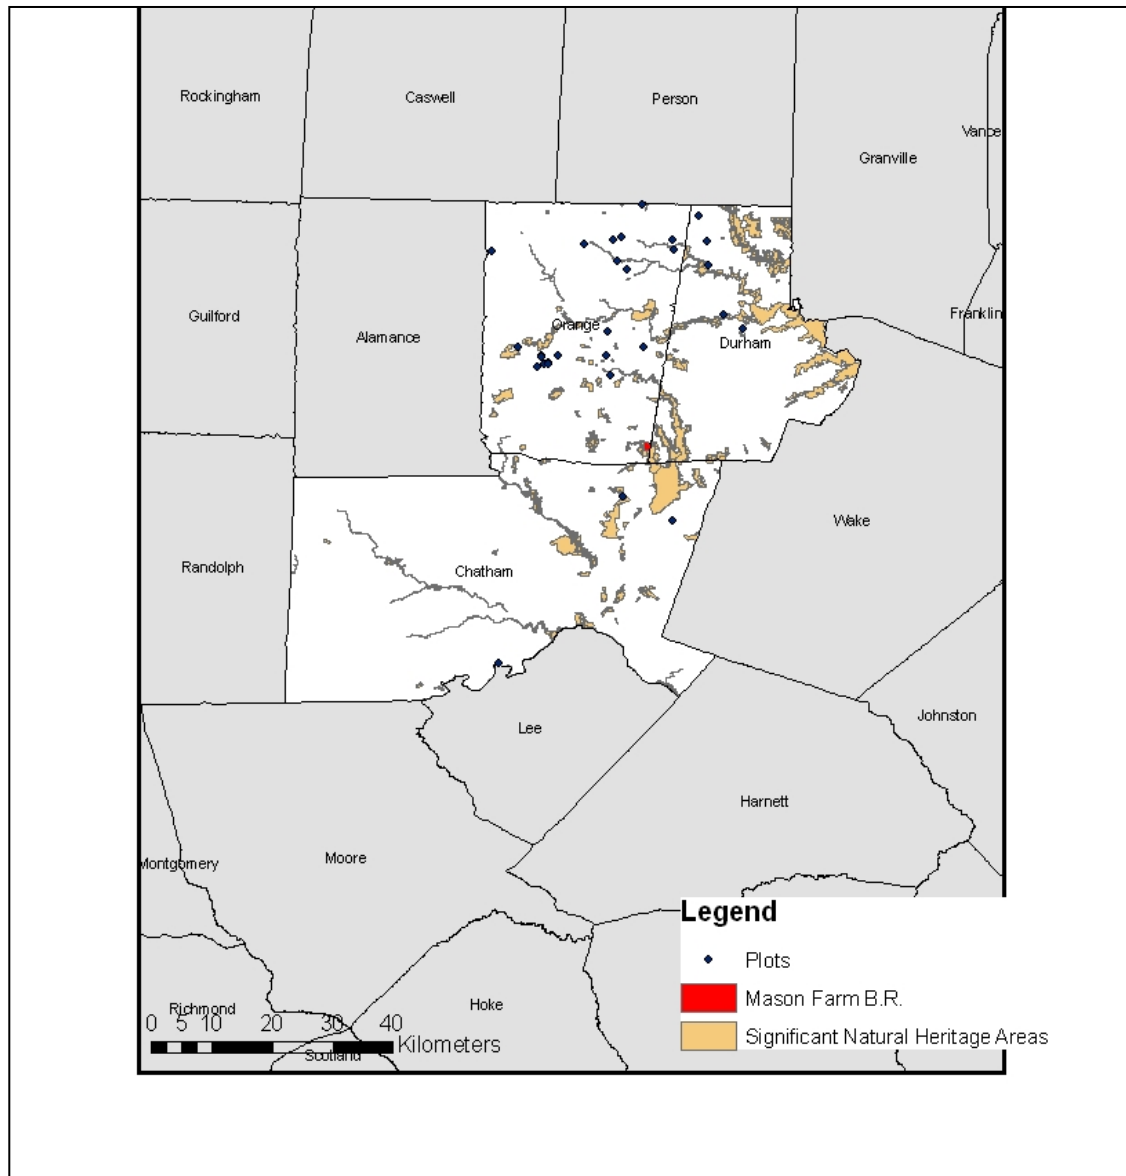 Rockingham
Caswell
Person
Vance
Granville
Guilford
Alamance
Orange
Durham
Franklin
Wake
Randolph
Chatham
Johnston
Lee
Harnett
Montgomery
Moore
Legend
Plots
Mason Farm B.R.
Significant Natural Heritage Areas
Richmond
Hoke
0 5 10 20 30 40
Kilometers
Scotland